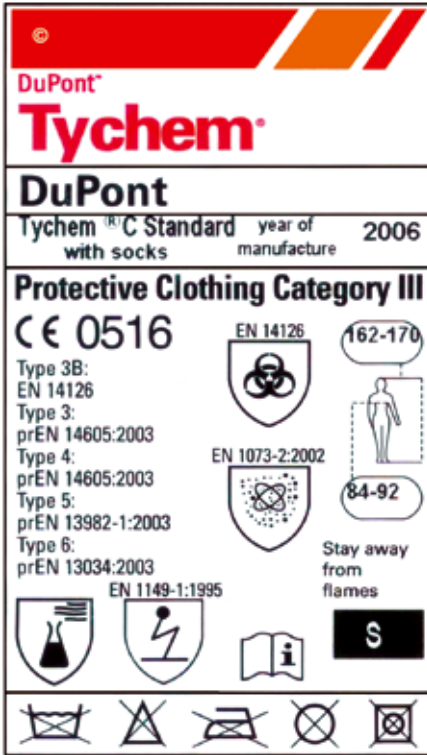 ©
DuPont™
Tychem®
DuPont
Tychem ®C Standard
with socks
year of
manufacture
2006
Protective Clothing Category III
CE 0516
EN 14126
162-170
Type 3B:
EN 14126
Type 3:
prEN 14605:2003
Type 4:
prEN 14605:2003
Type 5:
prEN 13982-1:2003
Type 6:
prEN 13034:2003
EN 1073-2:2002
84-92
Stay away
from
flames
EN 1149-1:1995
i
S